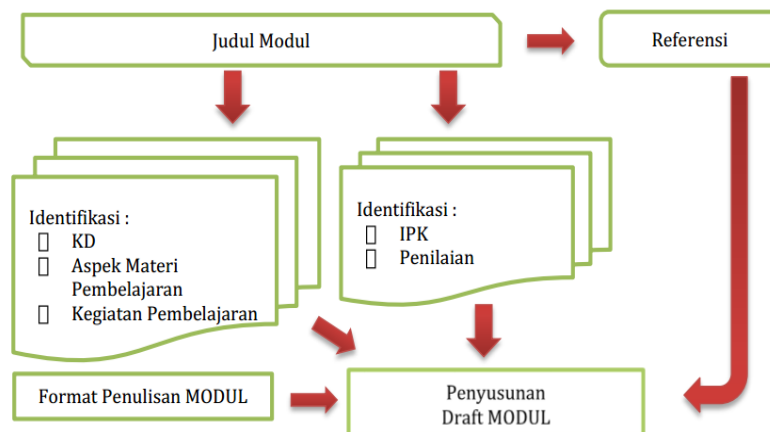 Judul Modul
Referensi
Identifikasi :
KD
Aspek Materi
Pembelajaran
Kegiatan Pembelajaran
Identifikasi :
IPK
Penilaian
Format Penulisan MODUL
Penyusunan
Draft MODUL